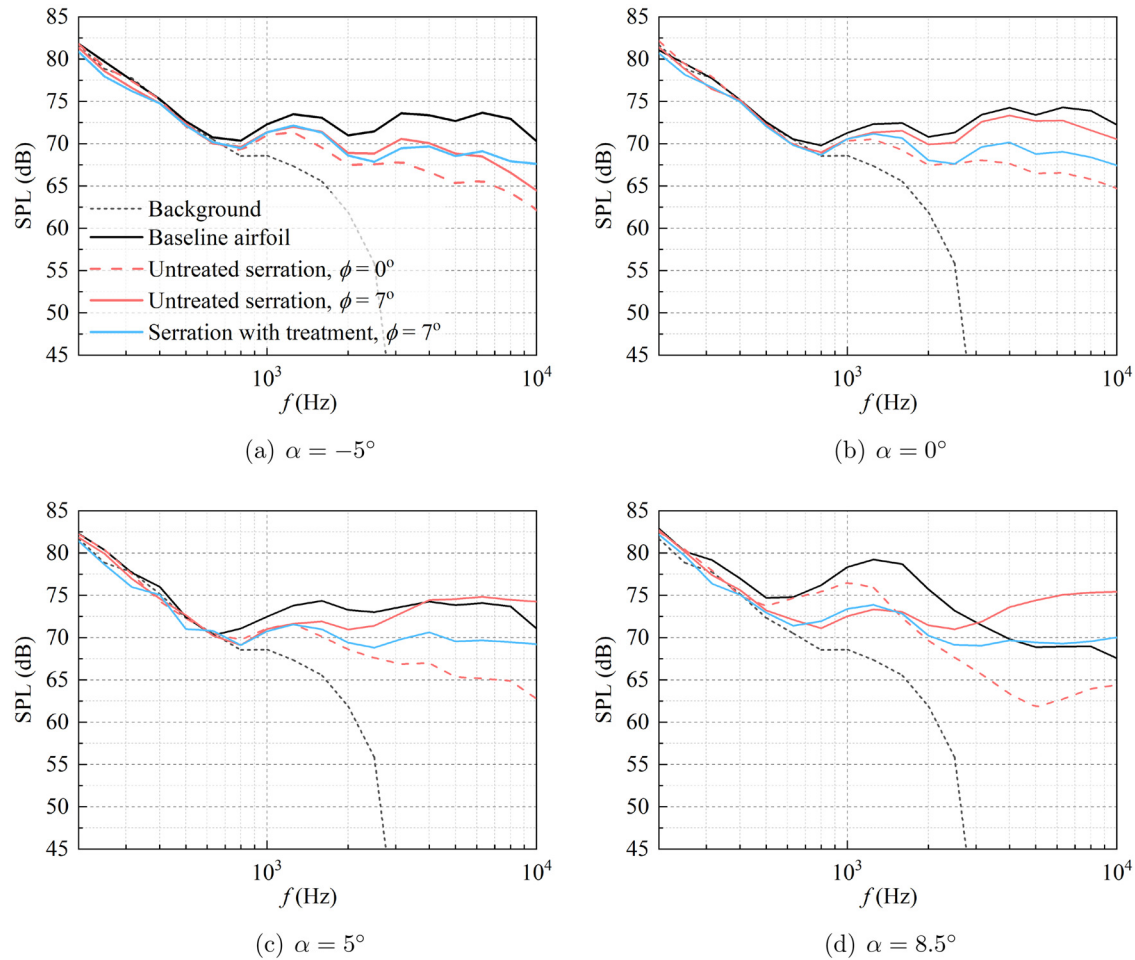 85
80
75
70
65
60
55
50
45
SPL (dB)
Background
Baseline airfoil
Untreated serration, ϕ = 0°
Untreated serration, ϕ = 7°
Serration with treatment, ϕ = 7°
10³
10⁴
f (Hz)
(a) α = −5°
85
80
75
70
65
60
55
50
45
SPL (dB)
10³
10⁴
f (Hz)
(b) α = 0°
85
80
75
70
65
60
55
50
45
SPL (dB)
10³
10⁴
f (Hz)
(c) α = 5°
85
80
75
70
65
60
55
50
45
SPL (dB)
10³
10⁴
f (Hz)
(d) α = 8.5°